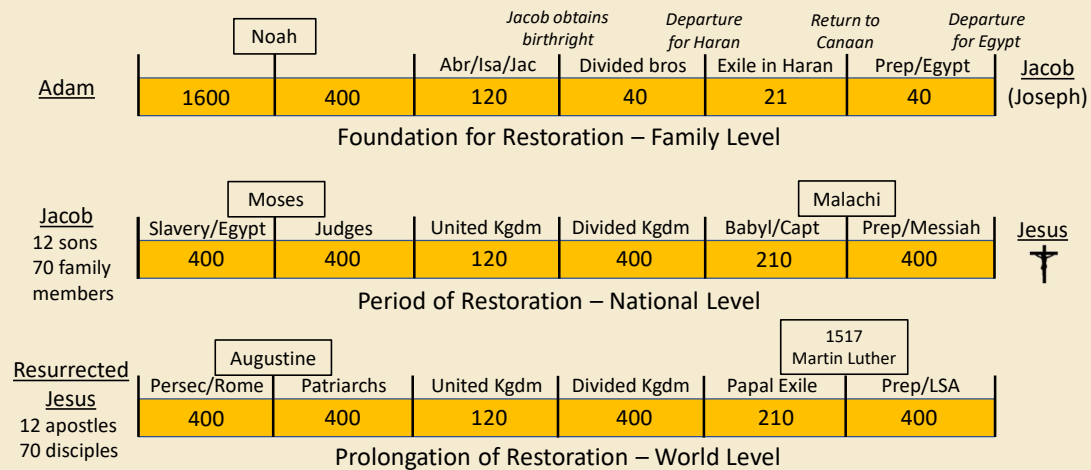 Jacob obtains birthright
Departure for Haran
Return to Canaan
Departure for Egypt
Noah
Abr/Isa/Jac Divided bros Exile in Haran Prep/Egypt
Adam
1600 400 120 40 21 40
Jacob
(Joseph)
Foundation for Restoration – Family Level
Moses
Malachi
Jacob
12 sons
70 family
members
Slavery/Egypt Judges United Kgdm Divided Kgdm Babyl/Capt Prep/Messiah
400 400 120 400 210 400
Jesus
Period of Restoration – National Level
Augustine
1517
Martin Luther
Resurrected
Jesus
12 apostles
70 disciples
Persec/Rome Patriarchs United Kgdm Divided Kgdm Papal Exile Prep/LSA
400 400 120 400 210 400
Prolongation of Restoration – World Level